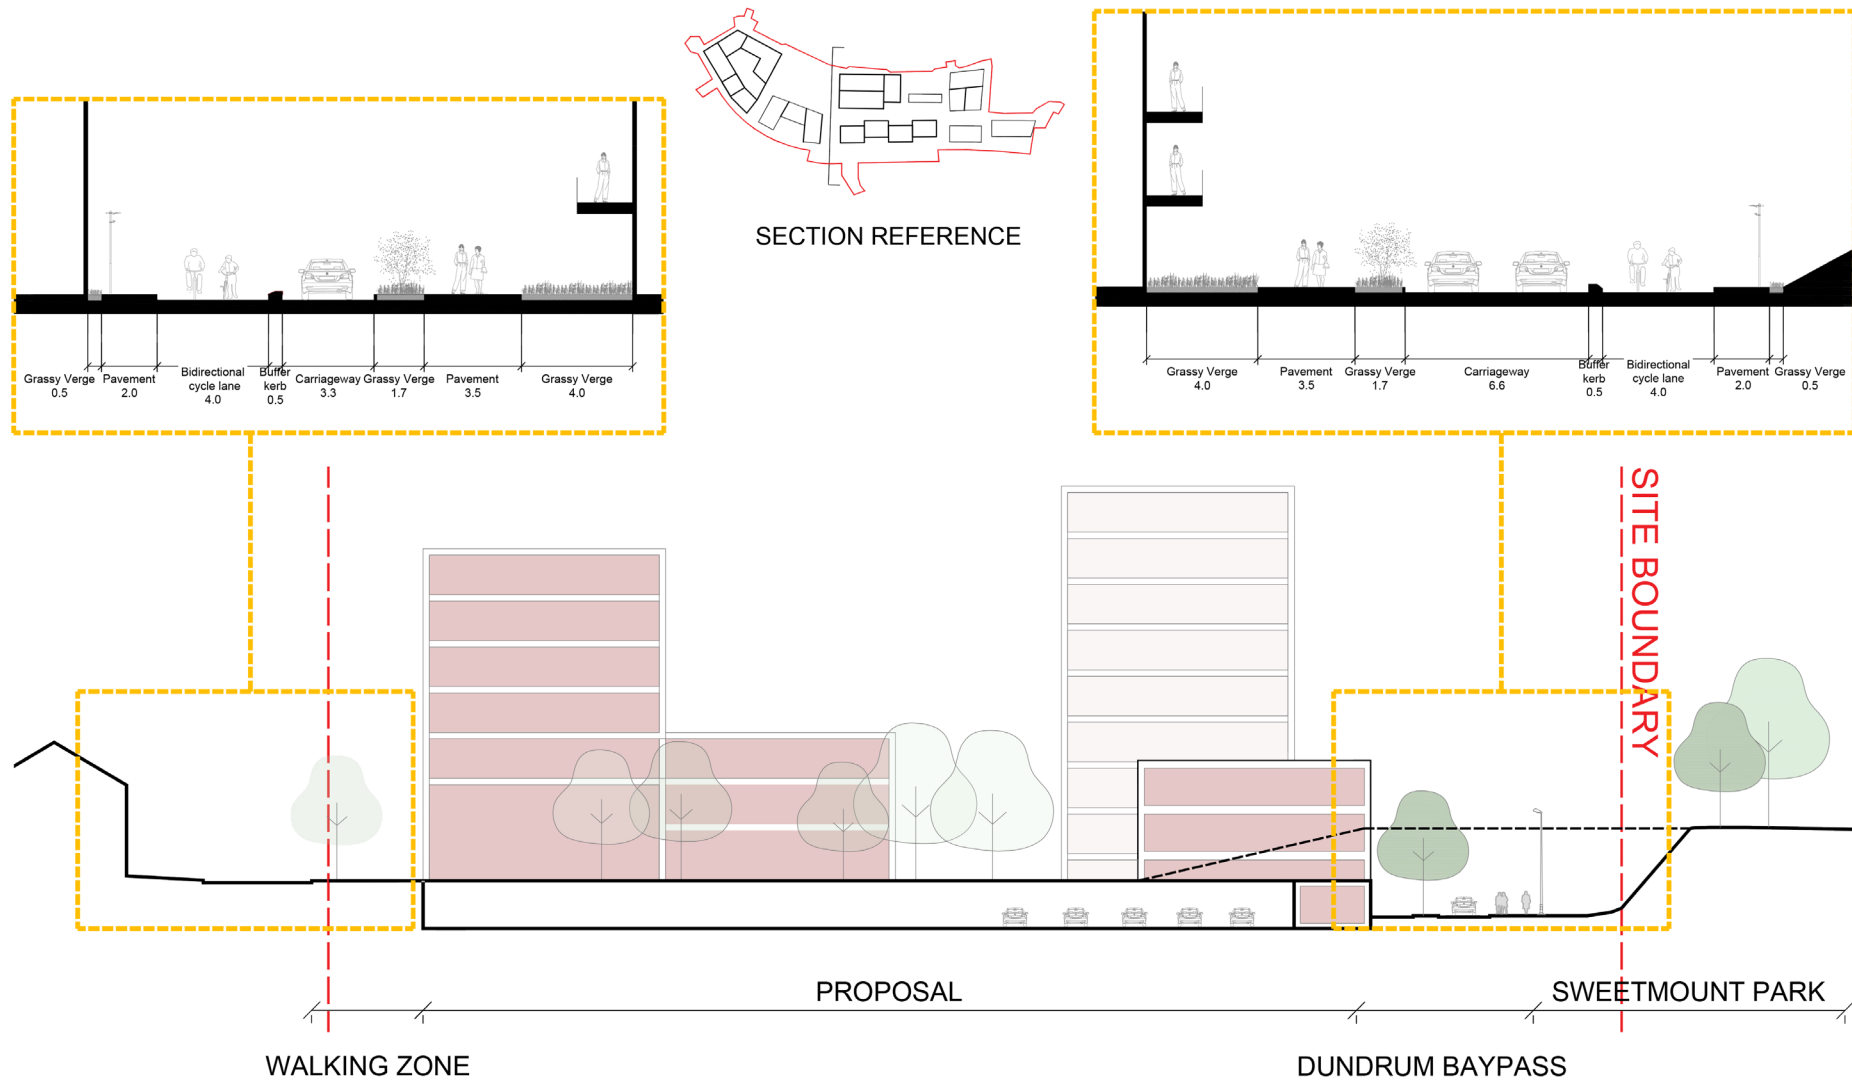 SECTION REFERENCE
Grassy Verge
0.5
Pavement
2.0
Bidirectional
cycle lane
4.0
Buffer
kerb
0.5
Carriageway
3.3
Grassy Verge
1.7
Pavement
3.5
Grassy Verge
4.0
Grassy Verge
4.0
Pavement
3.5
Grassy Verge
1.7
Carriageway
6.6
Buffer
kerb
0.5
Bidirectional
cycle lane
4.0
Pavement
2.0
Grassy Verge
0.5
SITE BOUNDARY
PROPOSAL
SWEETMOUNT PARK
WALKING ZONE
DUNDRUM BAYPASS